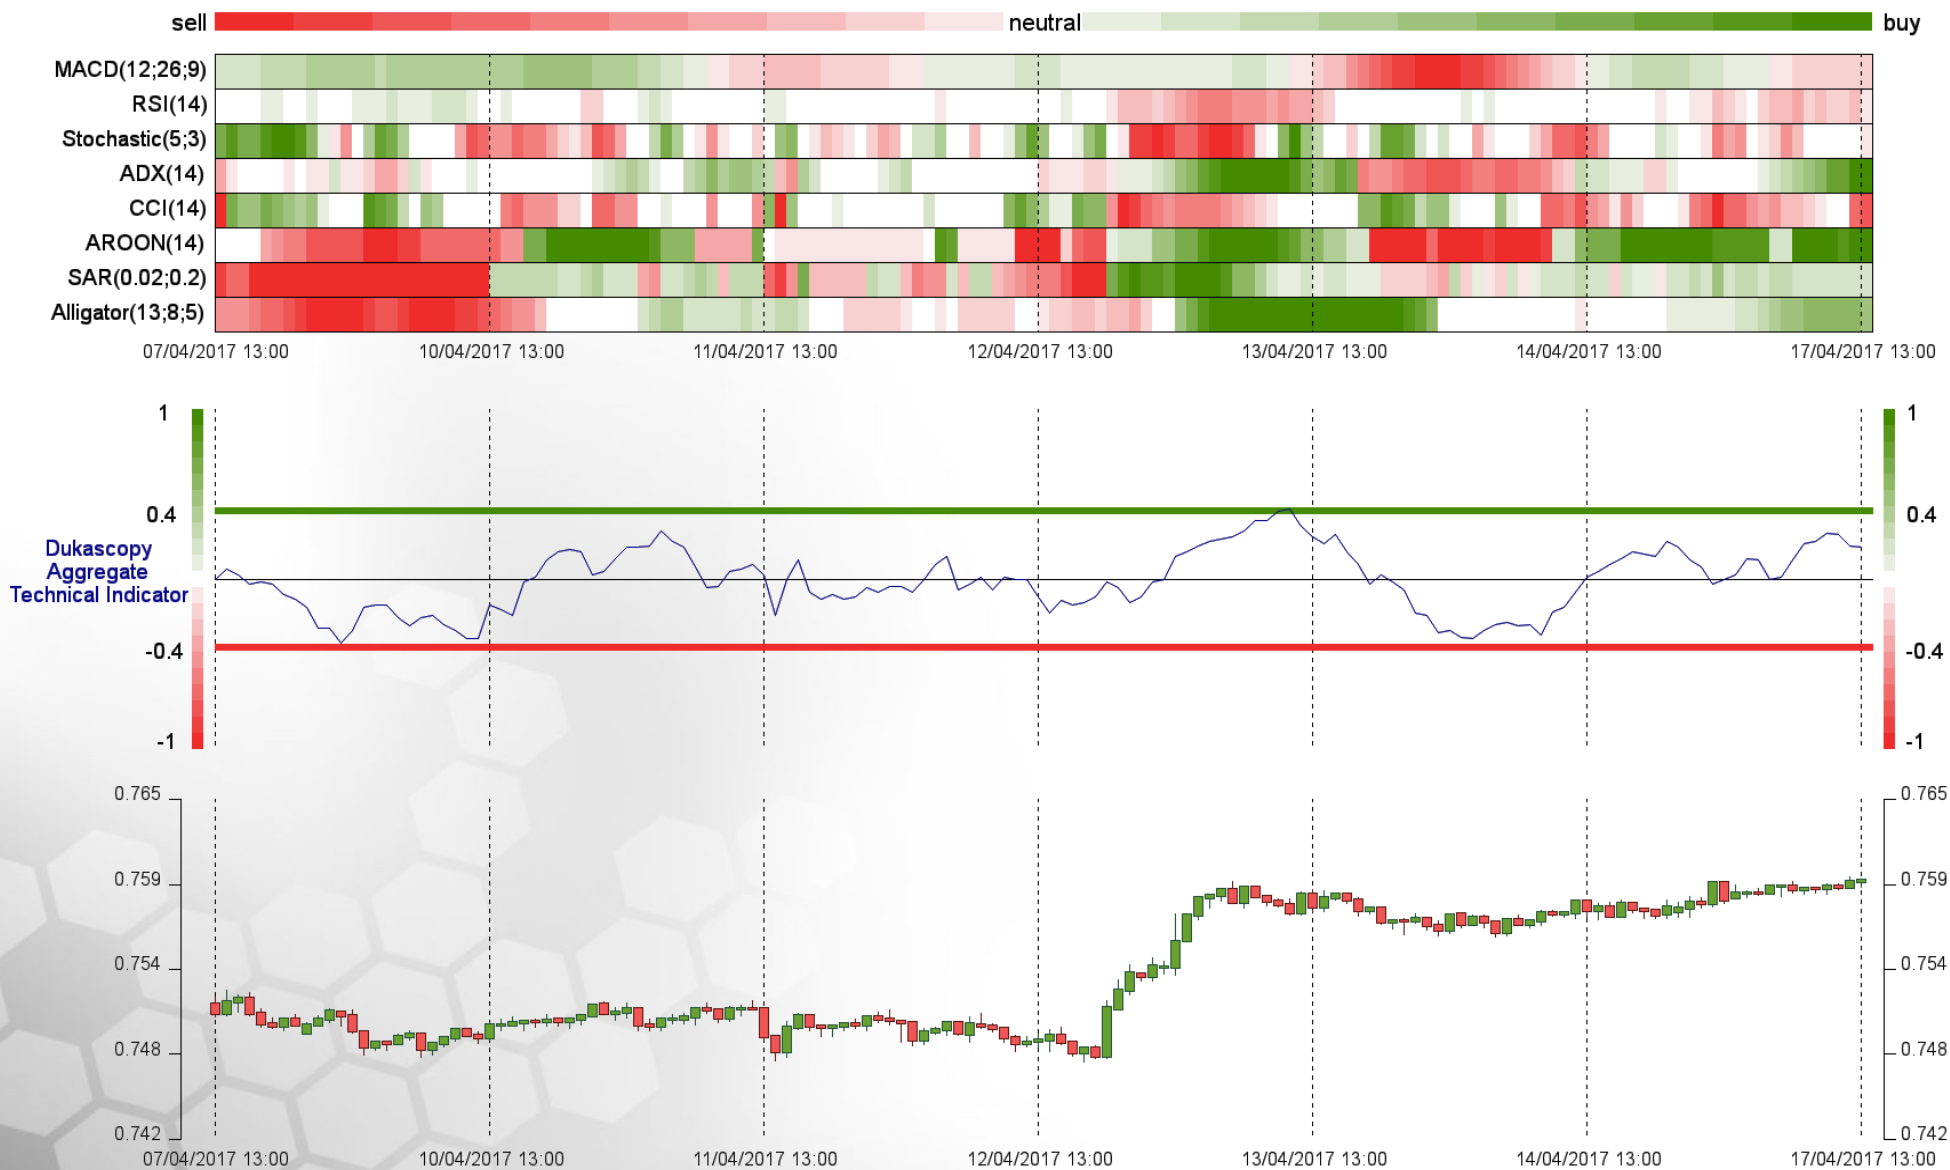 sell neutral buy
MACD(12;26;9)
RSI(14)
Stochastic(5;3)
ADX(14)
CCI(14)
AROON(14)
SAR(0.02;0.2)
Alligator(13;8;5)
07/04/2017 13:00 10/04/2017 13:00 11/04/2017 13:00 12/04/2017 13:00 13/04/2017 13:00 14/04/2017 13:00 17/04/2017 13:00
1 1
0.4 0.4
Dukascopy
Aggregate
Technical Indicator
-0.4 -0.4
-1 -1
0.765 0.765
0.759 0.759
0.754 0.754
0.748 0.748
0.742 0.742
07/04/2017 13:00 10/04/2017 13:00 11/04/2017 13:00 12/04/2017 13:00 13/04/2017 13:00 14/04/2017 13:00 17/04/2017 13:00